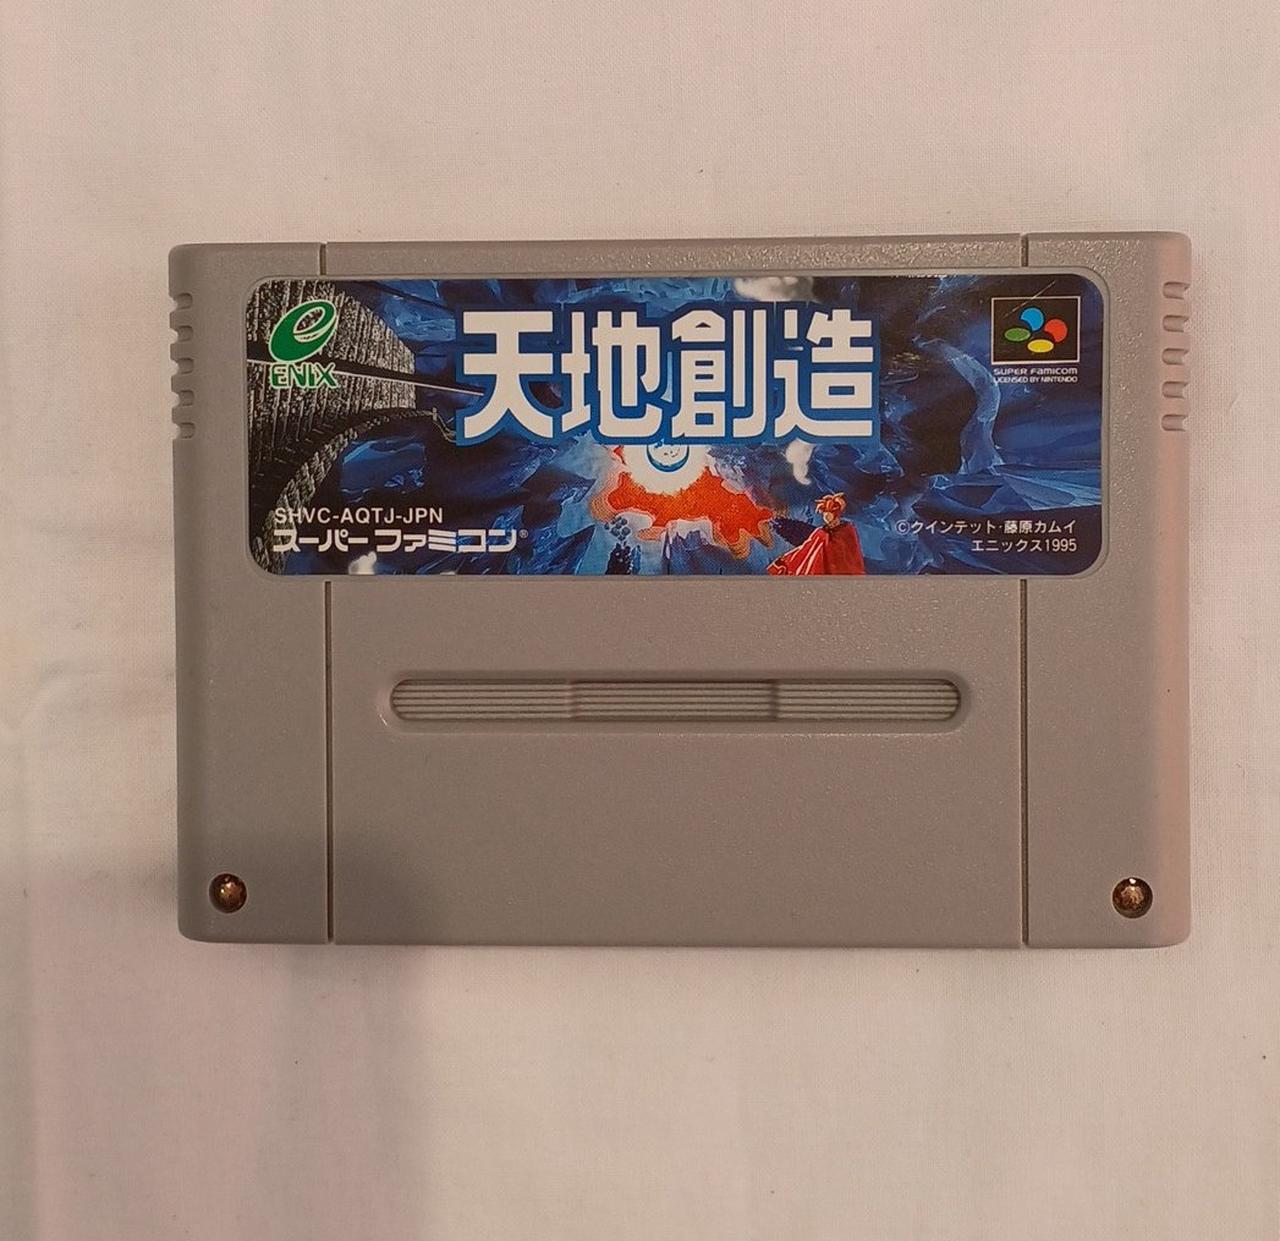 ENIX
天地創造
SUPER FAMICOM
LICENSED BY NINTENDO
SHVC-AQTJ-JPN
スーパーファミコン®
©クインテット・藤原カムイ
エニックス1995